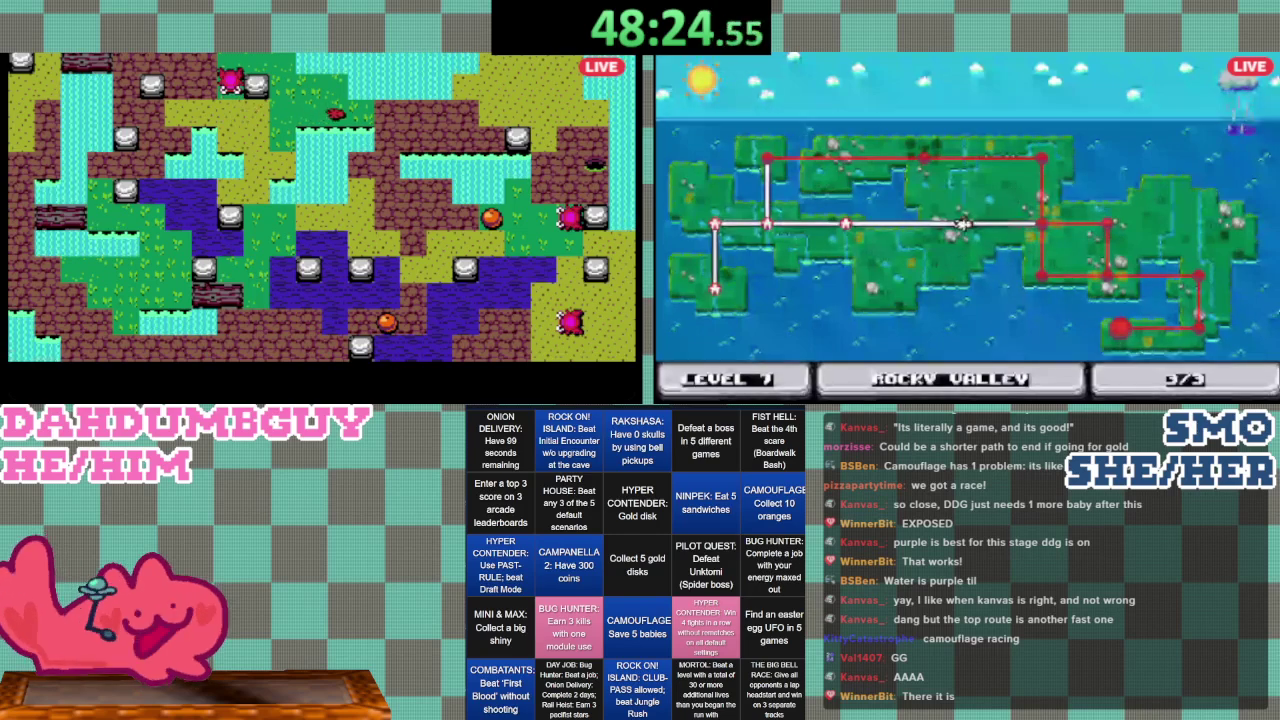 48:24.55
LIVE
LIVE
LEVEL 7
ROCKY VALLEY
3/3
DAHDUMBGUY
HE/HIM
SMO
SHE/HER
ONION
DELIVERY:
Have 99
seconds
remaining
ROCK ON!
ISLAND: Beat
Initial Encounter
w/o upgrading
at the cave
RAKSHASA:
Have 0 skulls
by using bell
pickups
Defeat a boss
in 5 different
games
FIST HELL:
Beat the 4th
scare
(Boardwalk
Bash)
Enter a top 3
score on 3
arcade
leaderboards
PARTY
HOUSE: Beat
any 3 of the 5
default
scenarios
HYPER
CONTENDER:
Gold disk
NINPEK: Eat 5
sandwiches
CAMOUFLAGE
Collect 10
oranges
HYPER
CONTENDER:
Use PAST-
RULE; beat
Draft Mode
CAMPANELLA
2: Have 300
coins
Collect 5 gold
disks
PILOT QUEST:
Defeat
Unktomi
(Spider boss)
BUG HUNTER:
Complete a job
with your
energy maxed
out
MINI & MAX:
Collect a big
shiny
BUG HUNTER:
Earn 3 kills
with one
module use
CAMOUFLAGE
Save 5 babies
HYPER
CONTENDER: Win
4 fights in a row
without rematches
on all default
settings
Find an easter
egg UFO in 5
games
COMBATANTS:
Beat 'First
Blood' without
shooting
DAY JOB: Bug
Hunter: Beat a job;
Onion Delivery:
Complete 2 days;
Rail Heist: Earn 3
pacifist stars
ROCK ON!
ISLAND: CLUB-
PASS allowed;
beat Jungle
Rush
MORTOL: Beat a
level with a total of
30 or more
additional lives
than you began the
run with
THE BIG BELL
RACE: Give all
opponents a lap
headstart and win
on 3 separate
tracks
Kanvas_: "Its literally a game, and its good!"
morzisse: Could be a shorter path to end if going for gold
BSBen: Camouflage has 1 problem: its like
pizzapartytime: we got a race!
Kanvas_: so close, DDG just needs 1 more baby after this
WinnerBit: EXPOSED
Kanvas_: purple is best for this stage ddg is on
WinnerBit: That works!
BSBen: Water is purple til
Kanvas_: yay, I like when kanvas is right, and not wrong
Kanvas_: dang but the top route is another fast one
KittyCatastrophe: camouflage racing
Val1407: GG
Kanvas_: AAAA
WinnerBit: There it is